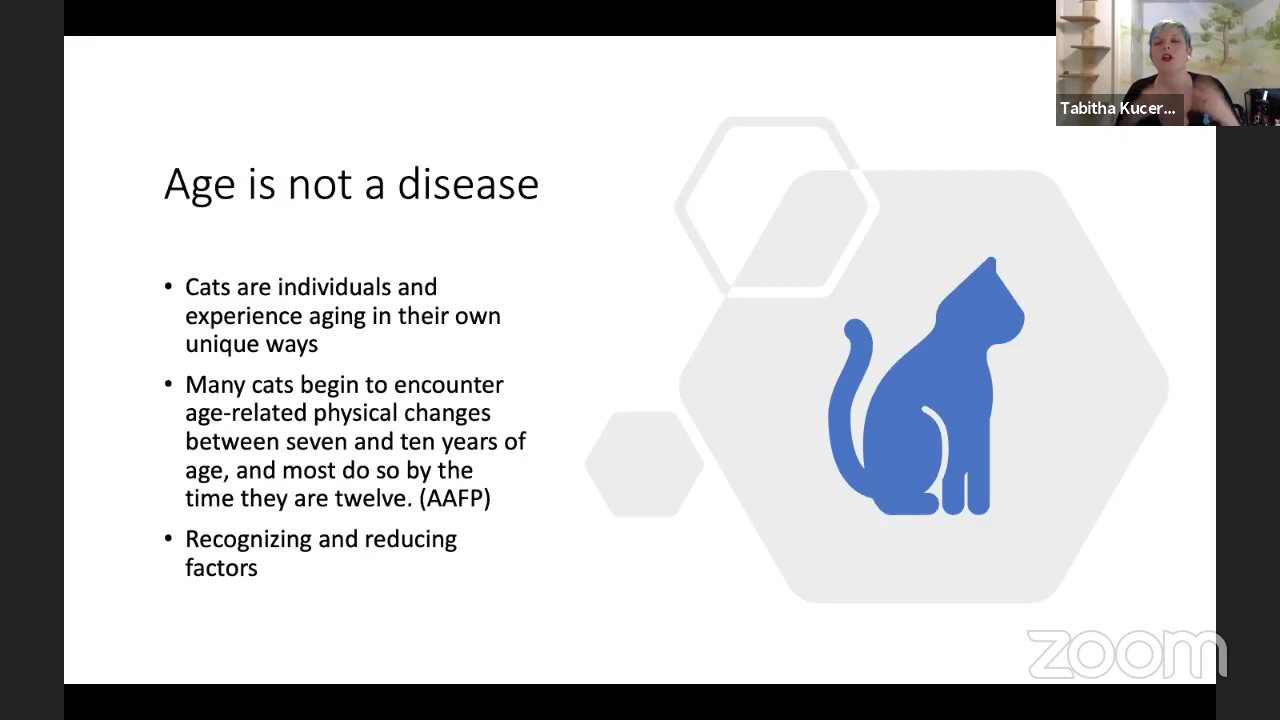 Tabitha Kucer...
Age is not a disease
• Cats are individuals and
experience aging in their own
unique ways
• Many cats begin to encounter
age-related physical changes
between seven and ten years of
age, and most do so by the
time they are twelve. (AAFP)
• Recognizing and reducing
factors
zoom